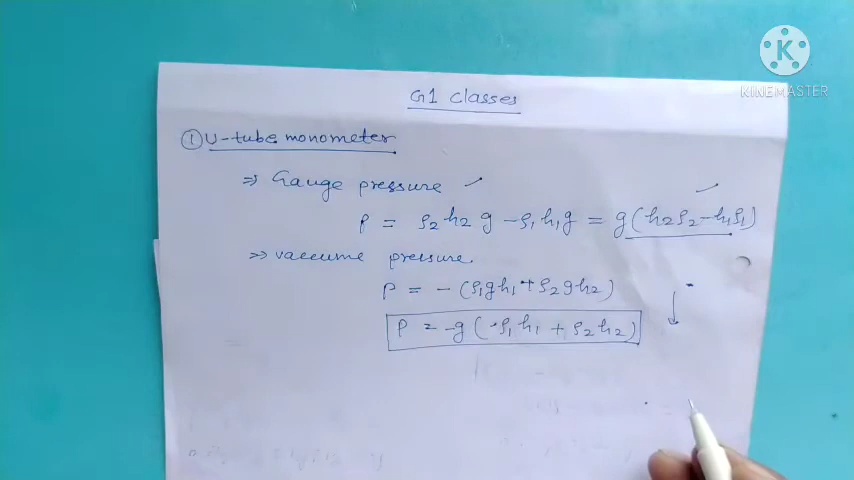 G1 classes
K
KINEMASTER
① U-tube monometer
⇒ Gauge pressure
P = ρ2 h2 g - ρ1 h1 g = g(h2ρ2 - h1ρ1)
⇒ vaccume pressure.
P = - (ρ1gh1 + ρ2gh2)
P = -g (ρ1h1 + ρ2h2)